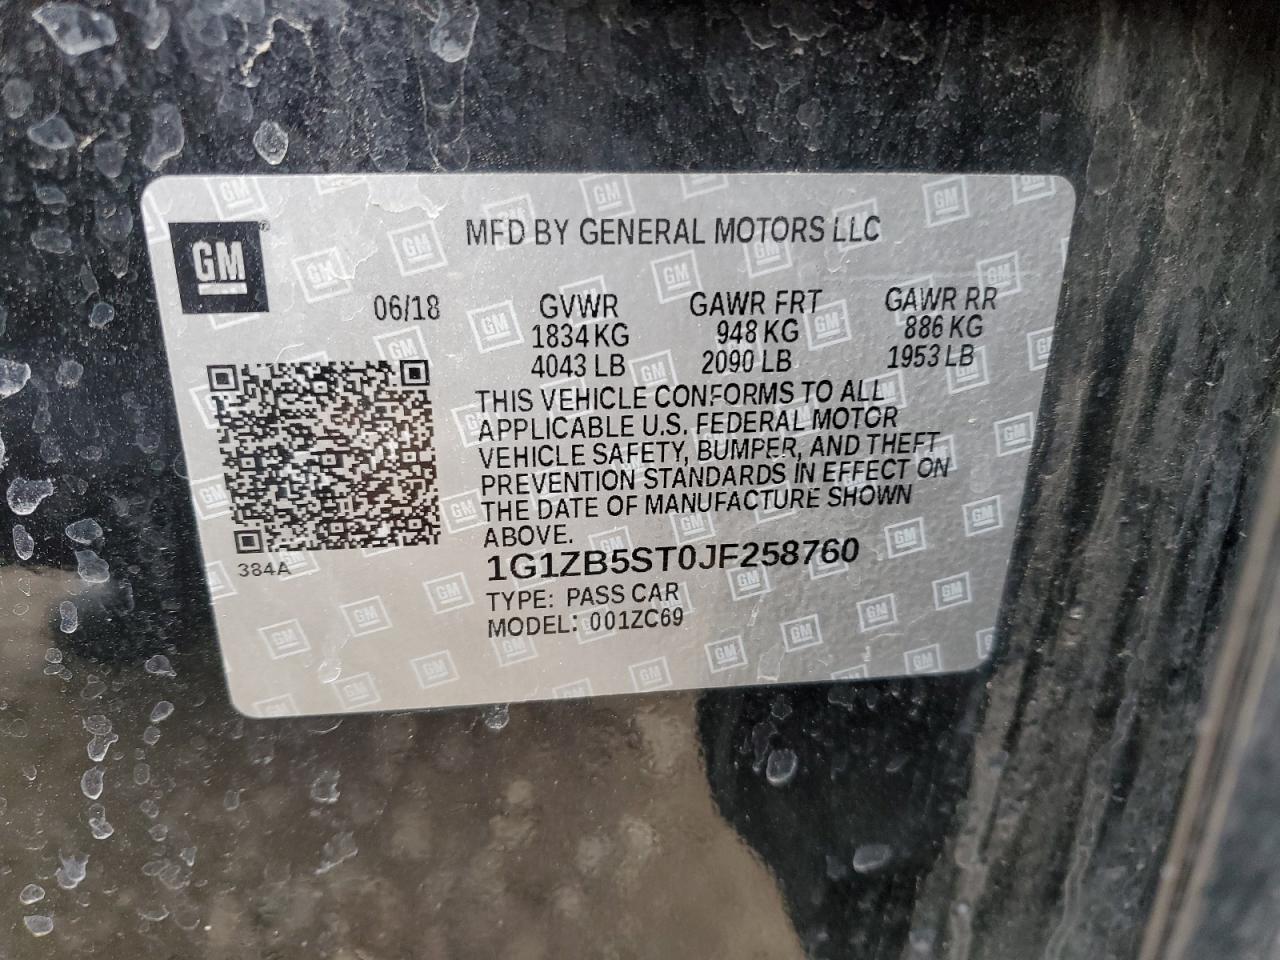 GM
MFD BY GENERAL MOTORS LLC
06/18
GVWR GAWR FRT GAWR RR
1834 KG 948 KG 886 KG
4043 LB 2090 LB 1953 LB
THIS VEHICLE CONFORMS TO ALL
APPLICABLE U.S. FEDERAL MOTOR
VEHICLE SAFETY, BUMPER, AND THEFT
PREVENTION STANDARDS IN EFFECT ON
THE DATE OF MANUFACTURE SHOWN
ABOVE.
384A
1G1ZB5ST0JF258760
TYPE: PASS CAR
MODEL: 001ZC69